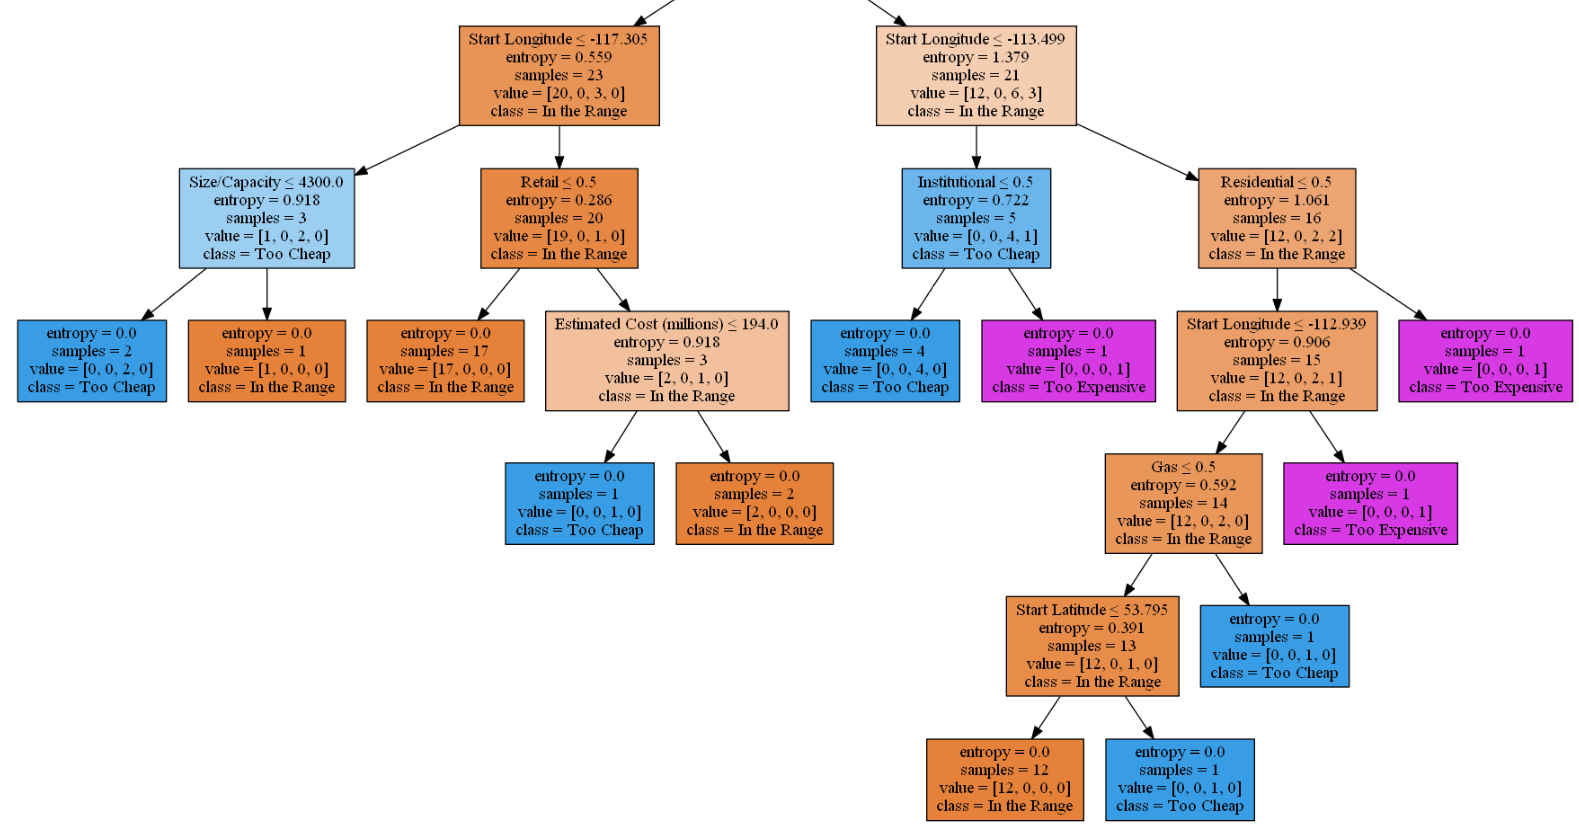 Start Longitude ≤ -117.305
entropy = 0.559
samples = 23
value = [20, 0, 3, 0]
class = In the Range
Start Longitude ≤ -113.499
entropy = 1.379
samples = 21
value = [12, 0, 6, 3]
class = In the Range
Size/Capacity ≤ 4300.0
entropy = 0.918
samples = 3
value = [1, 0, 2, 0]
class = Too Cheap
Retail ≤ 0.5
entropy = 0.286
samples = 20
value = [19, 0, 1, 0]
class = In the Range
Institutional ≤ 0.5
entropy = 0.722
samples = 5
value = [0, 0, 4, 1]
class = Too Cheap
Residential ≤ 0.5
entropy = 1.061
samples = 16
value = [12, 0, 2, 2]
class = In the Range
entropy = 0.0
samples = 2
value = [0, 0, 2, 0]
class = Too Cheap
entropy = 0.0
samples = 1
value = [1, 0, 0, 0]
class = In the Range
entropy = 0.0
samples = 17
value = [17, 0, 0, 0]
class = In the Range
Estimated Cost (millions) ≤ 194.0
entropy = 0.918
samples = 3
value = [2, 0, 1, 0]
class = In the Range
entropy = 0.0
samples = 4
value = [0, 0, 4, 0]
class = Too Cheap
entropy = 0.0
samples = 1
value = [0, 0, 0, 1]
class = Too Expensive
Start Longitude ≤ -112.939
entropy = 0.906
samples = 15
value = [12, 0, 2, 1]
class = In the Range
entropy = 0.0
samples = 1
value = [0, 0, 0, 1]
class = Too Expensive
entropy = 0.0
samples = 1
value = [0, 0, 1, 0]
class = Too Cheap
entropy = 0.0
samples = 2
value = [2, 0, 0, 0]
class = In the Range
Gas ≤ 0.5
entropy = 0.592
samples = 14
value = [12, 0, 2, 0]
class = In the Range
entropy = 0.0
samples = 1
value = [0, 0, 0, 1]
class = Too Expensive
Start Latitude ≤ 53.795
entropy = 0.391
samples = 13
value = [12, 0, 1, 0]
class = In the Range
entropy = 0.0
samples = 1
value = [0, 0, 1, 0]
class = Too Cheap
entropy = 0.0
samples = 12
value = [12, 0, 0, 0]
class = In the Range
entropy = 0.0
samples = 1
value = [0, 0, 1, 0]
class = Too Cheap